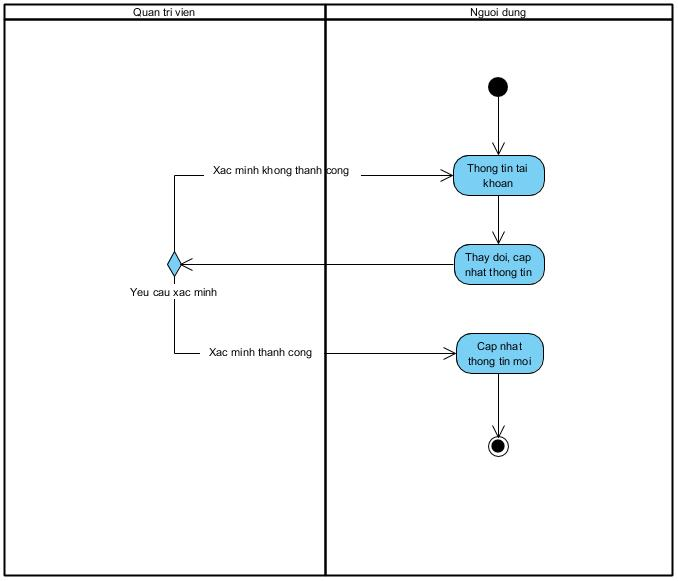 Quan tri vien
Nguoi dung
Xac minh khong thanh cong
Thong tin tai
khoan
Thay doi, cap
nhat thong tin
Yeu cau xac minh
Xac minh thanh cong
Cap nhat
thong tin moi